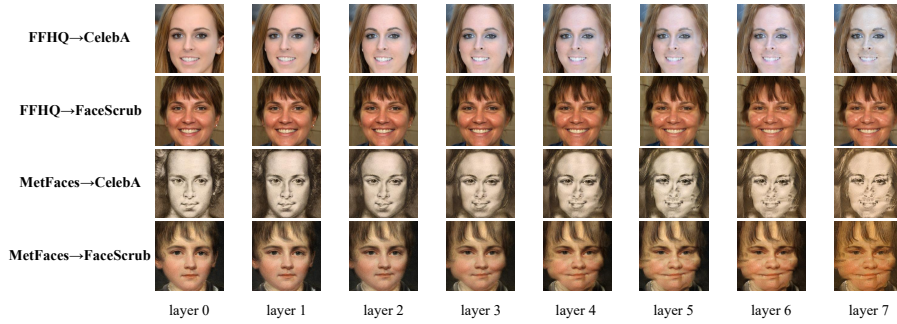 FFHQ→CelebA
FFHQ→FaceScrub
MetFaces→CelebA
MetFaces→FaceScrub
layer 0 layer 1 layer 2 layer 3 layer 4 layer 5 layer 6 layer 7